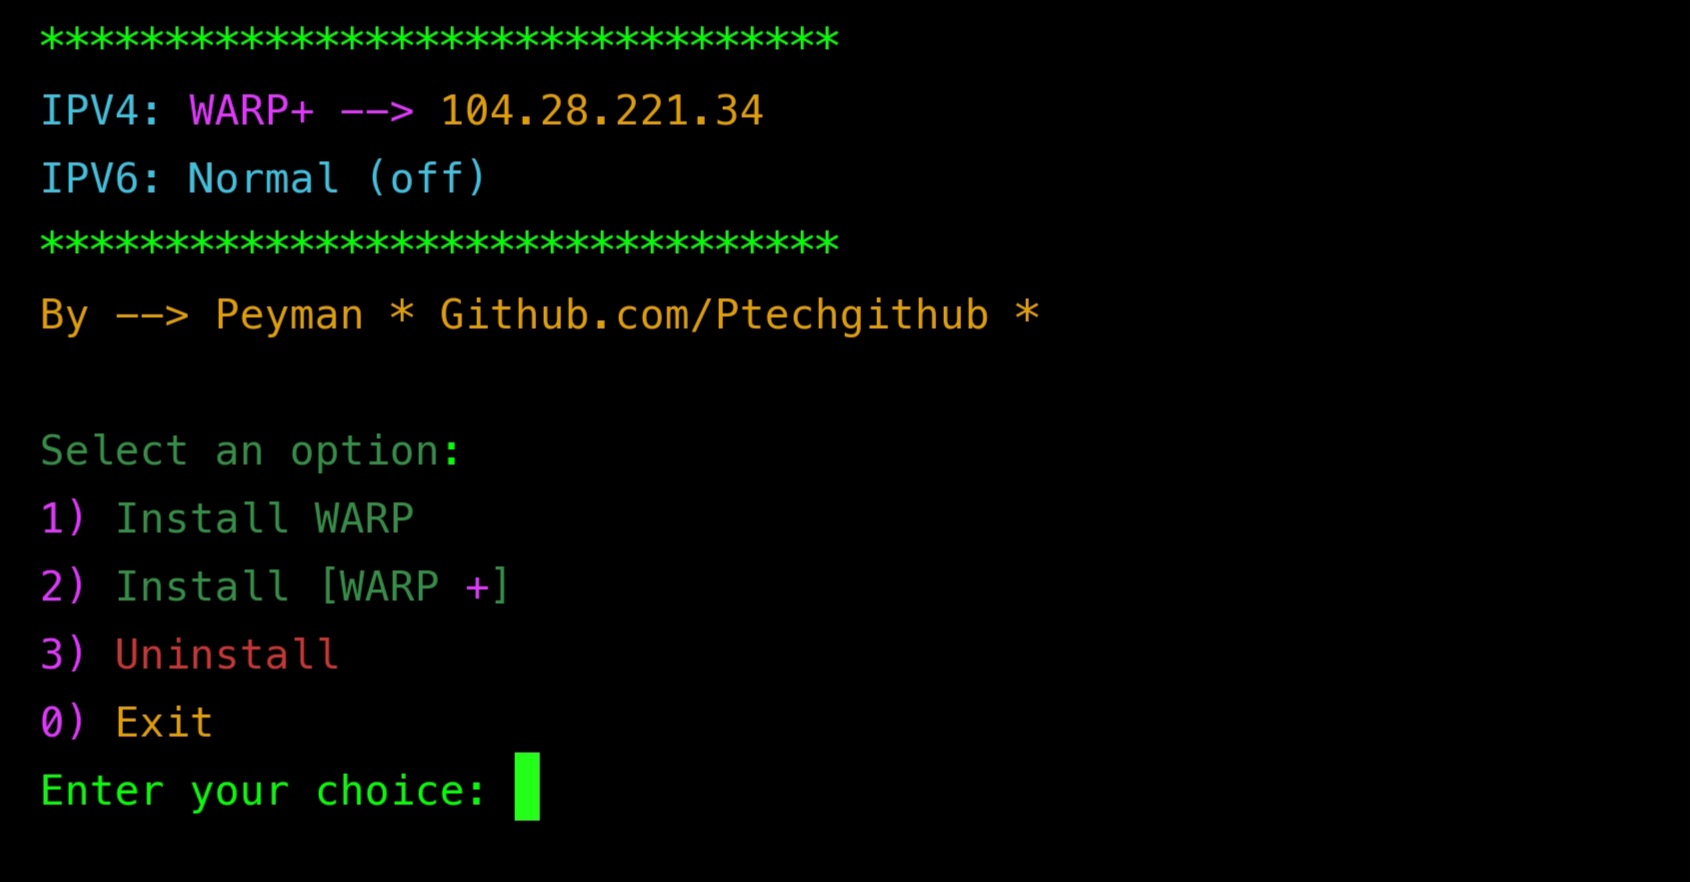 ********************************
IPV4: WARP+ --> 104.28.221.34
IPV6: Normal (off)
********************************
By --> Peyman * Github.com/Ptechgithub *
Select an option:
1) Install WARP
2) Install [WARP +]
3) Uninstall
0) Exit
Enter your choice: